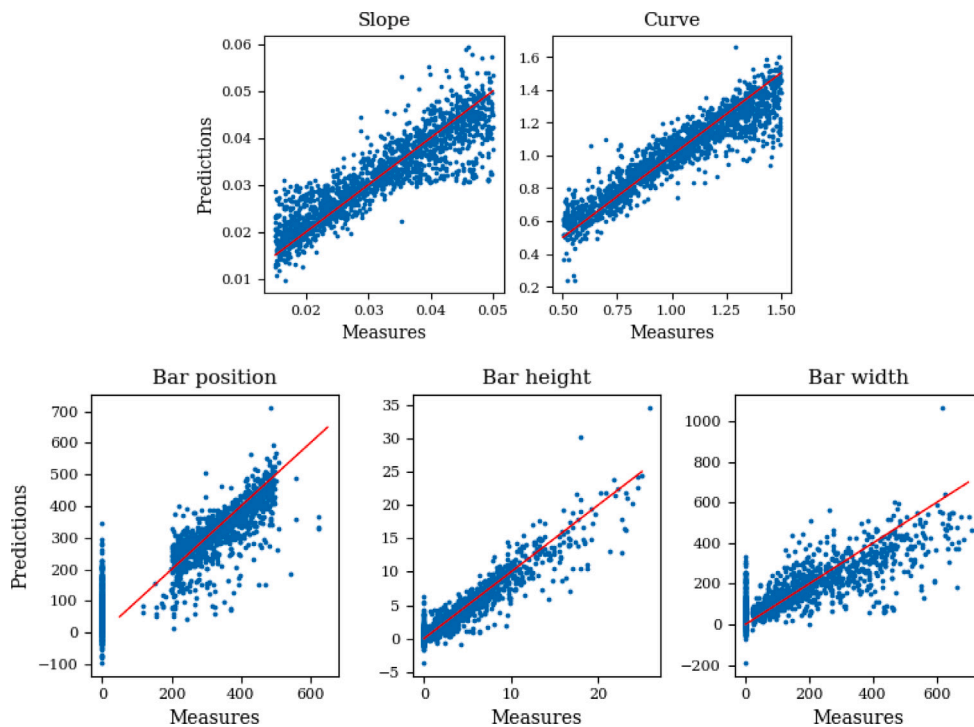 Slope
Curve
0.06
0.05
0.04
0.03
0.02
0.01
Predictions
1.6
1.4
1.2
1.0
0.8
0.6
0.4
0.2
0.02 0.03 0.04 0.05
0.50 0.75 1.00 1.25 1.50
Measures
Measures
Bar position
Bar height
Bar width
700
600
500
400
300
200
100
0
−100
Predictions
35
30
25
20
15
10
5
0
−5
1000
800
600
400
200
0
−200
0 200 400 600
0 10 20
0 200 400 600
Measures
Measures
Measures